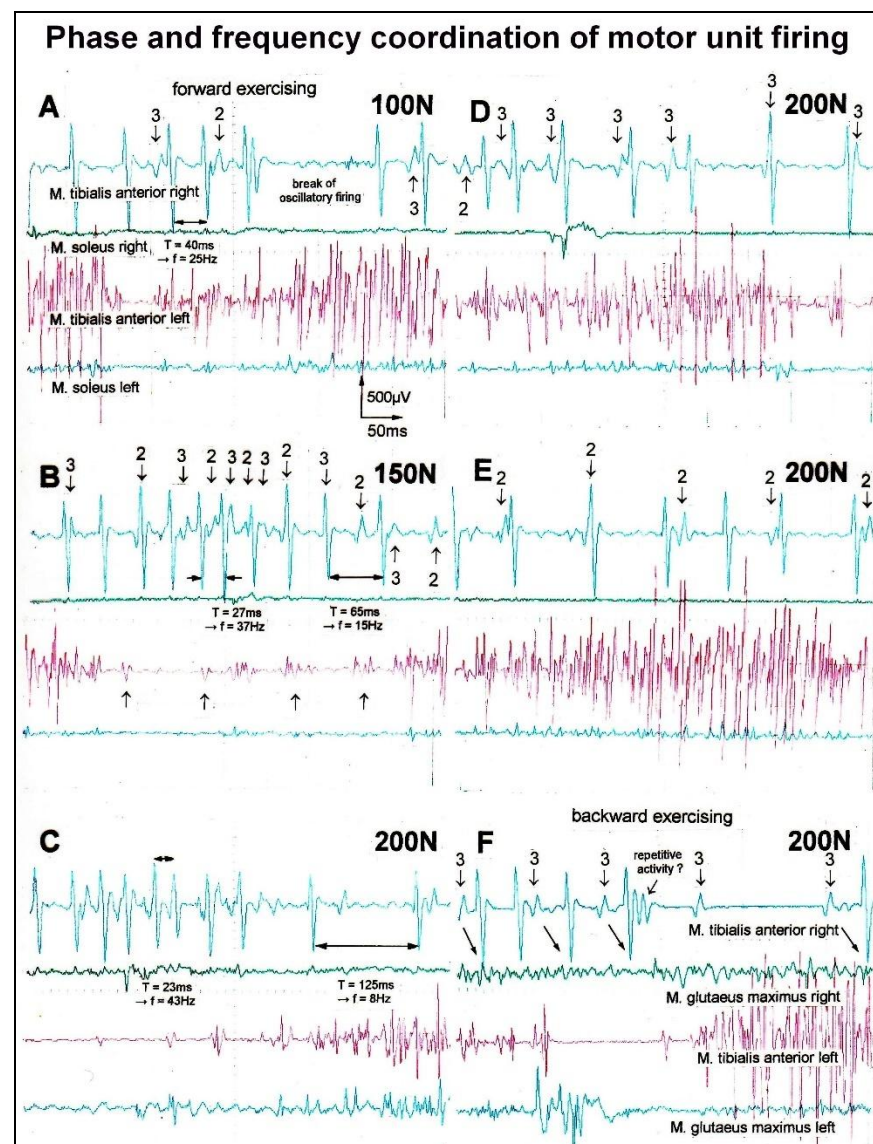 Phase and frequency coordination of motor unit firing
A
forward exercising
100N
3
2
M. tibialis anterior right
break of
oscillatory firing
3
M. soleus right
T = 40ms
→ f = 25Hz
M. tibialis anterior left
M. soleus left
500µV
50ms
D
200N
3
3
3
3
3
3
2
B
150N
3
2
3
2
3
2
3
2
3
2
3
2
T = 27ms
→ f = 37Hz
T = 65ms
→ f = 15Hz
E
200N
2
2
2
2
2
C
200N
T = 23ms
→ f = 43Hz
T = 125ms
→ f = 8Hz
backward exercising
F
200N
3
3
3
repetitive
activity ?
3
3
M. tibialis anterior right
M. glutaeus maximus right
M. tibialis anterior left
M. glutaeus maximus left